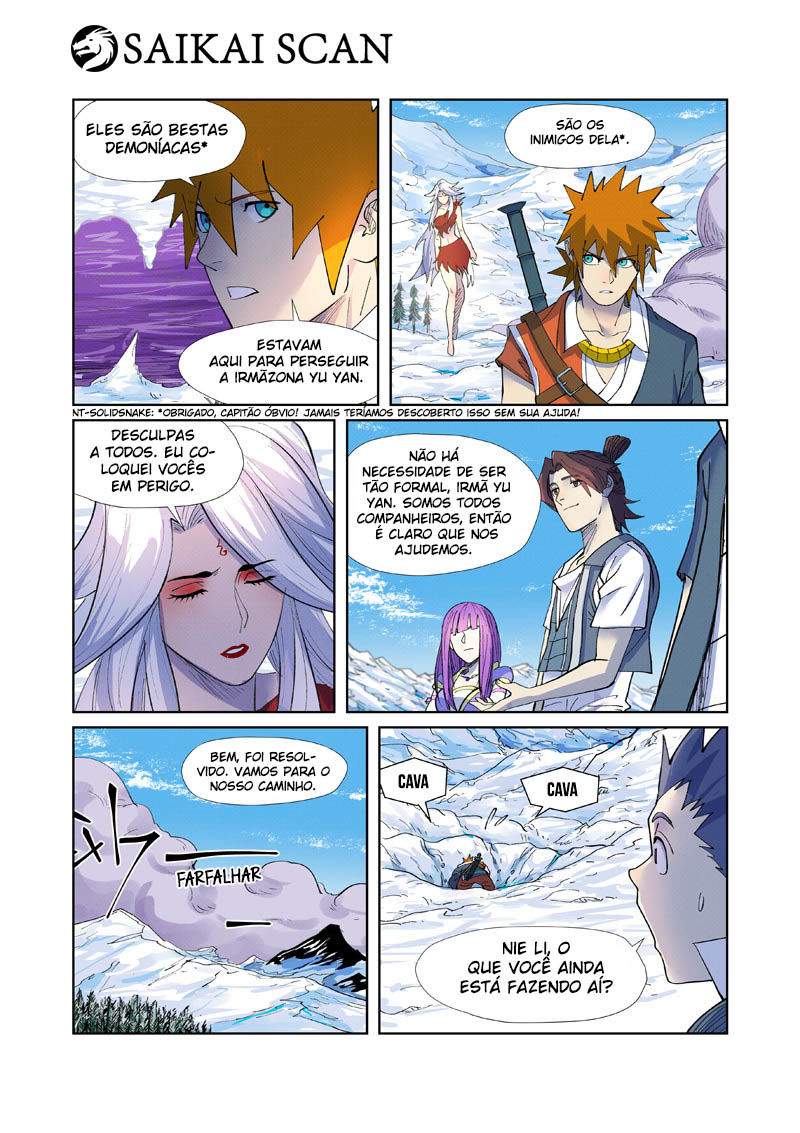 SAIKAI SCAN
ELES SÃO BESTAS
DEMONÍACAS*
ESTAVAM
AQUI PARA PERSEGUIR
A IRMÃZONA YU YAN.
SÃO OS
INIMIGOS DELA*.
NT-SOLIDSNAKE: *OBRIGADO, CAPITÃO ÓBVIO! JAMAIS TERÍAMOS DESCOBERTO ISSO SEM SUA AJUDA!
DESCULPAS
A TODOS. EU CO-
LOQUEI VOCÊS
EM PERIGO.
NÃO HÁ
NECESSIDADE DE SER
TÃO FORMAL, IRMÃ YU
YAN. SOMOS TODOS
COMPANHEIROS, ENTÃO
É CLARO QUE NOS
AJUDEMOS.
BEM, FOI RESOL-
VIDO. VAMOS PARA O
NOSSO CAMINHO.
FARFALHAR
CAVA
CAVA
NIE LI, O
QUE VOCÊ AINDA
ESTÁ FAZENDO AÍ?